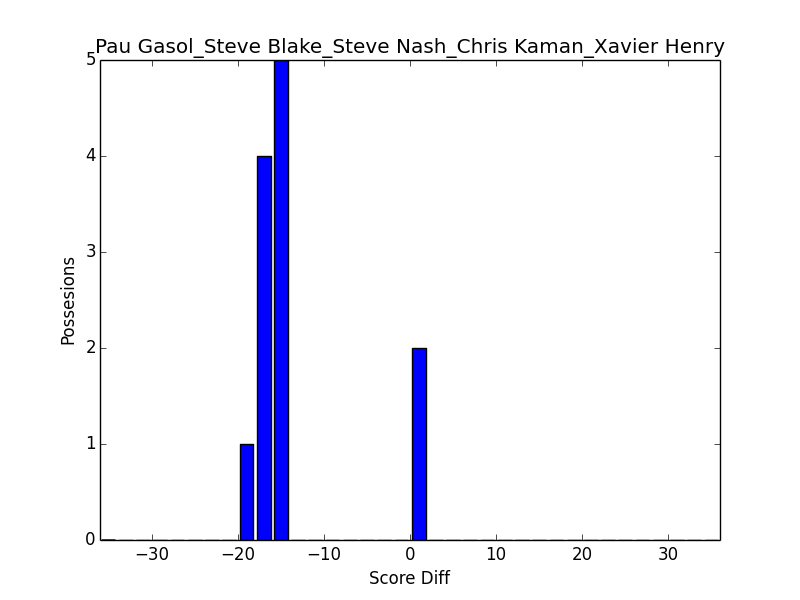 Pau Gasol_Steve Blake_Steve Nash_Chris Kaman_Xavier Henry
5
4
3
2
1
0
Possesions
−30 −20 −10 0 10 20 30
Score Diff